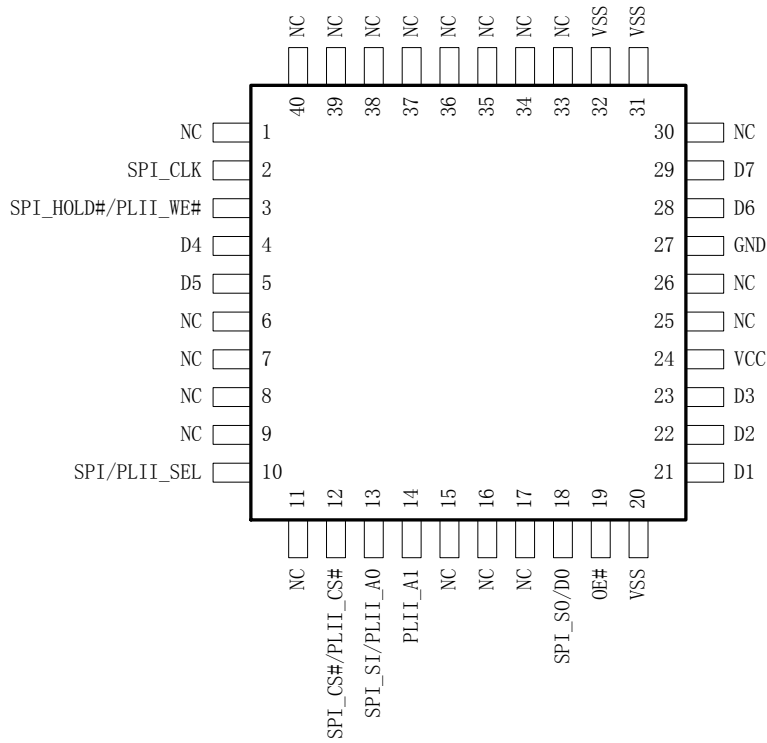 NC NC NC NC NC NC NC NC VSS VSS
40 39 38 37 36 35 34 33 32 31
NC 1 30 NC
SPI_CLK 2 29 D7
SPI_HOLD#/PLII_WE# 3 28 D6
D4 4 27 GND
D5 5 26 NC
NC 6 25 NC
NC 7 24 VCC
NC 8 23 D3
NC 9 22 D2
SPI/PLII_SEL 10 21 D1
11 12 13 14 15 16 17 18 19 20
NC SPI_CS#/PLII_CS# SPI_SI/PLII_A0 PLII_A1 NC NC NC SPI_SO/D0 OE# VSS